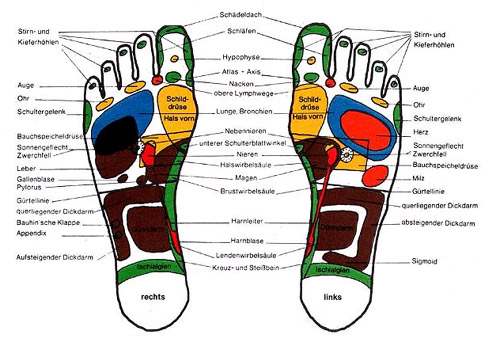 Stirn- und
Kieferhöhlen
Auge
Ohr
Schultergelenk
Bauchspeicheldrüse
Sonnengeflecht
Zwerchfell
Leber
Gallenblase
Pylorus
Gürtellinie
querliegender Dickdarm
Bauhin'sche Klappe
Appendix
Aufsteigender Dickdarm
Schädeldach
Schläfen
Hypophyse
Atlas - Axis
Nacken
obere Lymphwege
Lunge, Bronchien
Nebennieren
unterer Schulterblattwinkel
Nieren
Halswirbelsäule
Magen
Brustwirbelsäule
Harnleiter
Harnblase
Lendenwirbelsäule
Kreuz- und Steißbein
Stirn- und
Kieferhöhlen
Auge
Ohr
Schultergelenk
Herz
Sonnengeflecht
Zwerchfell
Bauchspeicheldrüse
Milz
Gürtellinie
querliegender Dickdarm
absteigender Dickdarm
Sigmoid
Schild-
drüse
Hals vorn
Dünndarm
Ischialgien
rechts
Schild-
drüse
Hals vorn
Dünndarm
Ischialgien
links